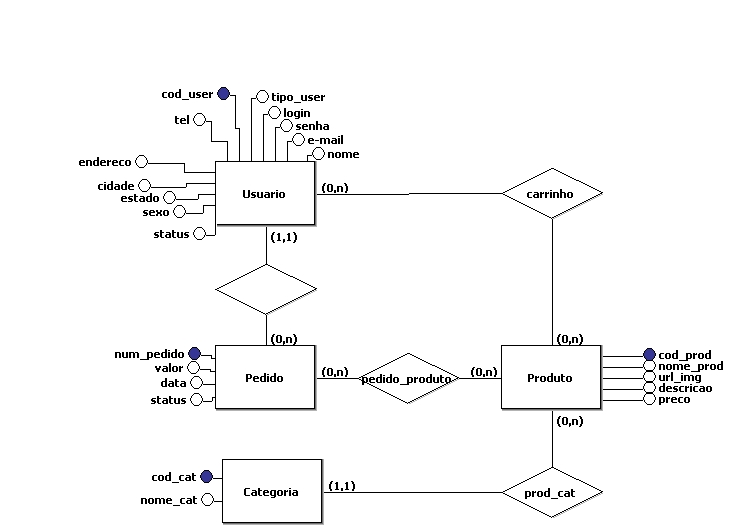 cod_user
tipo_user
login
tel
senha
e-mail
nome
endereco
cidade
estado
sexo
status
Usuario
(0,n)
carrinho
(1,1)
(0,n)
(0,n)
num_pedido
valor
data
status
Pedido
(0,n)
pedido_produto
(0,n)
Produto
cod_prod
nome_prod
url_img
descricao
preco
(0,n)
cod_cat
nome_cat
Categoria
(1,1)
prod_cat